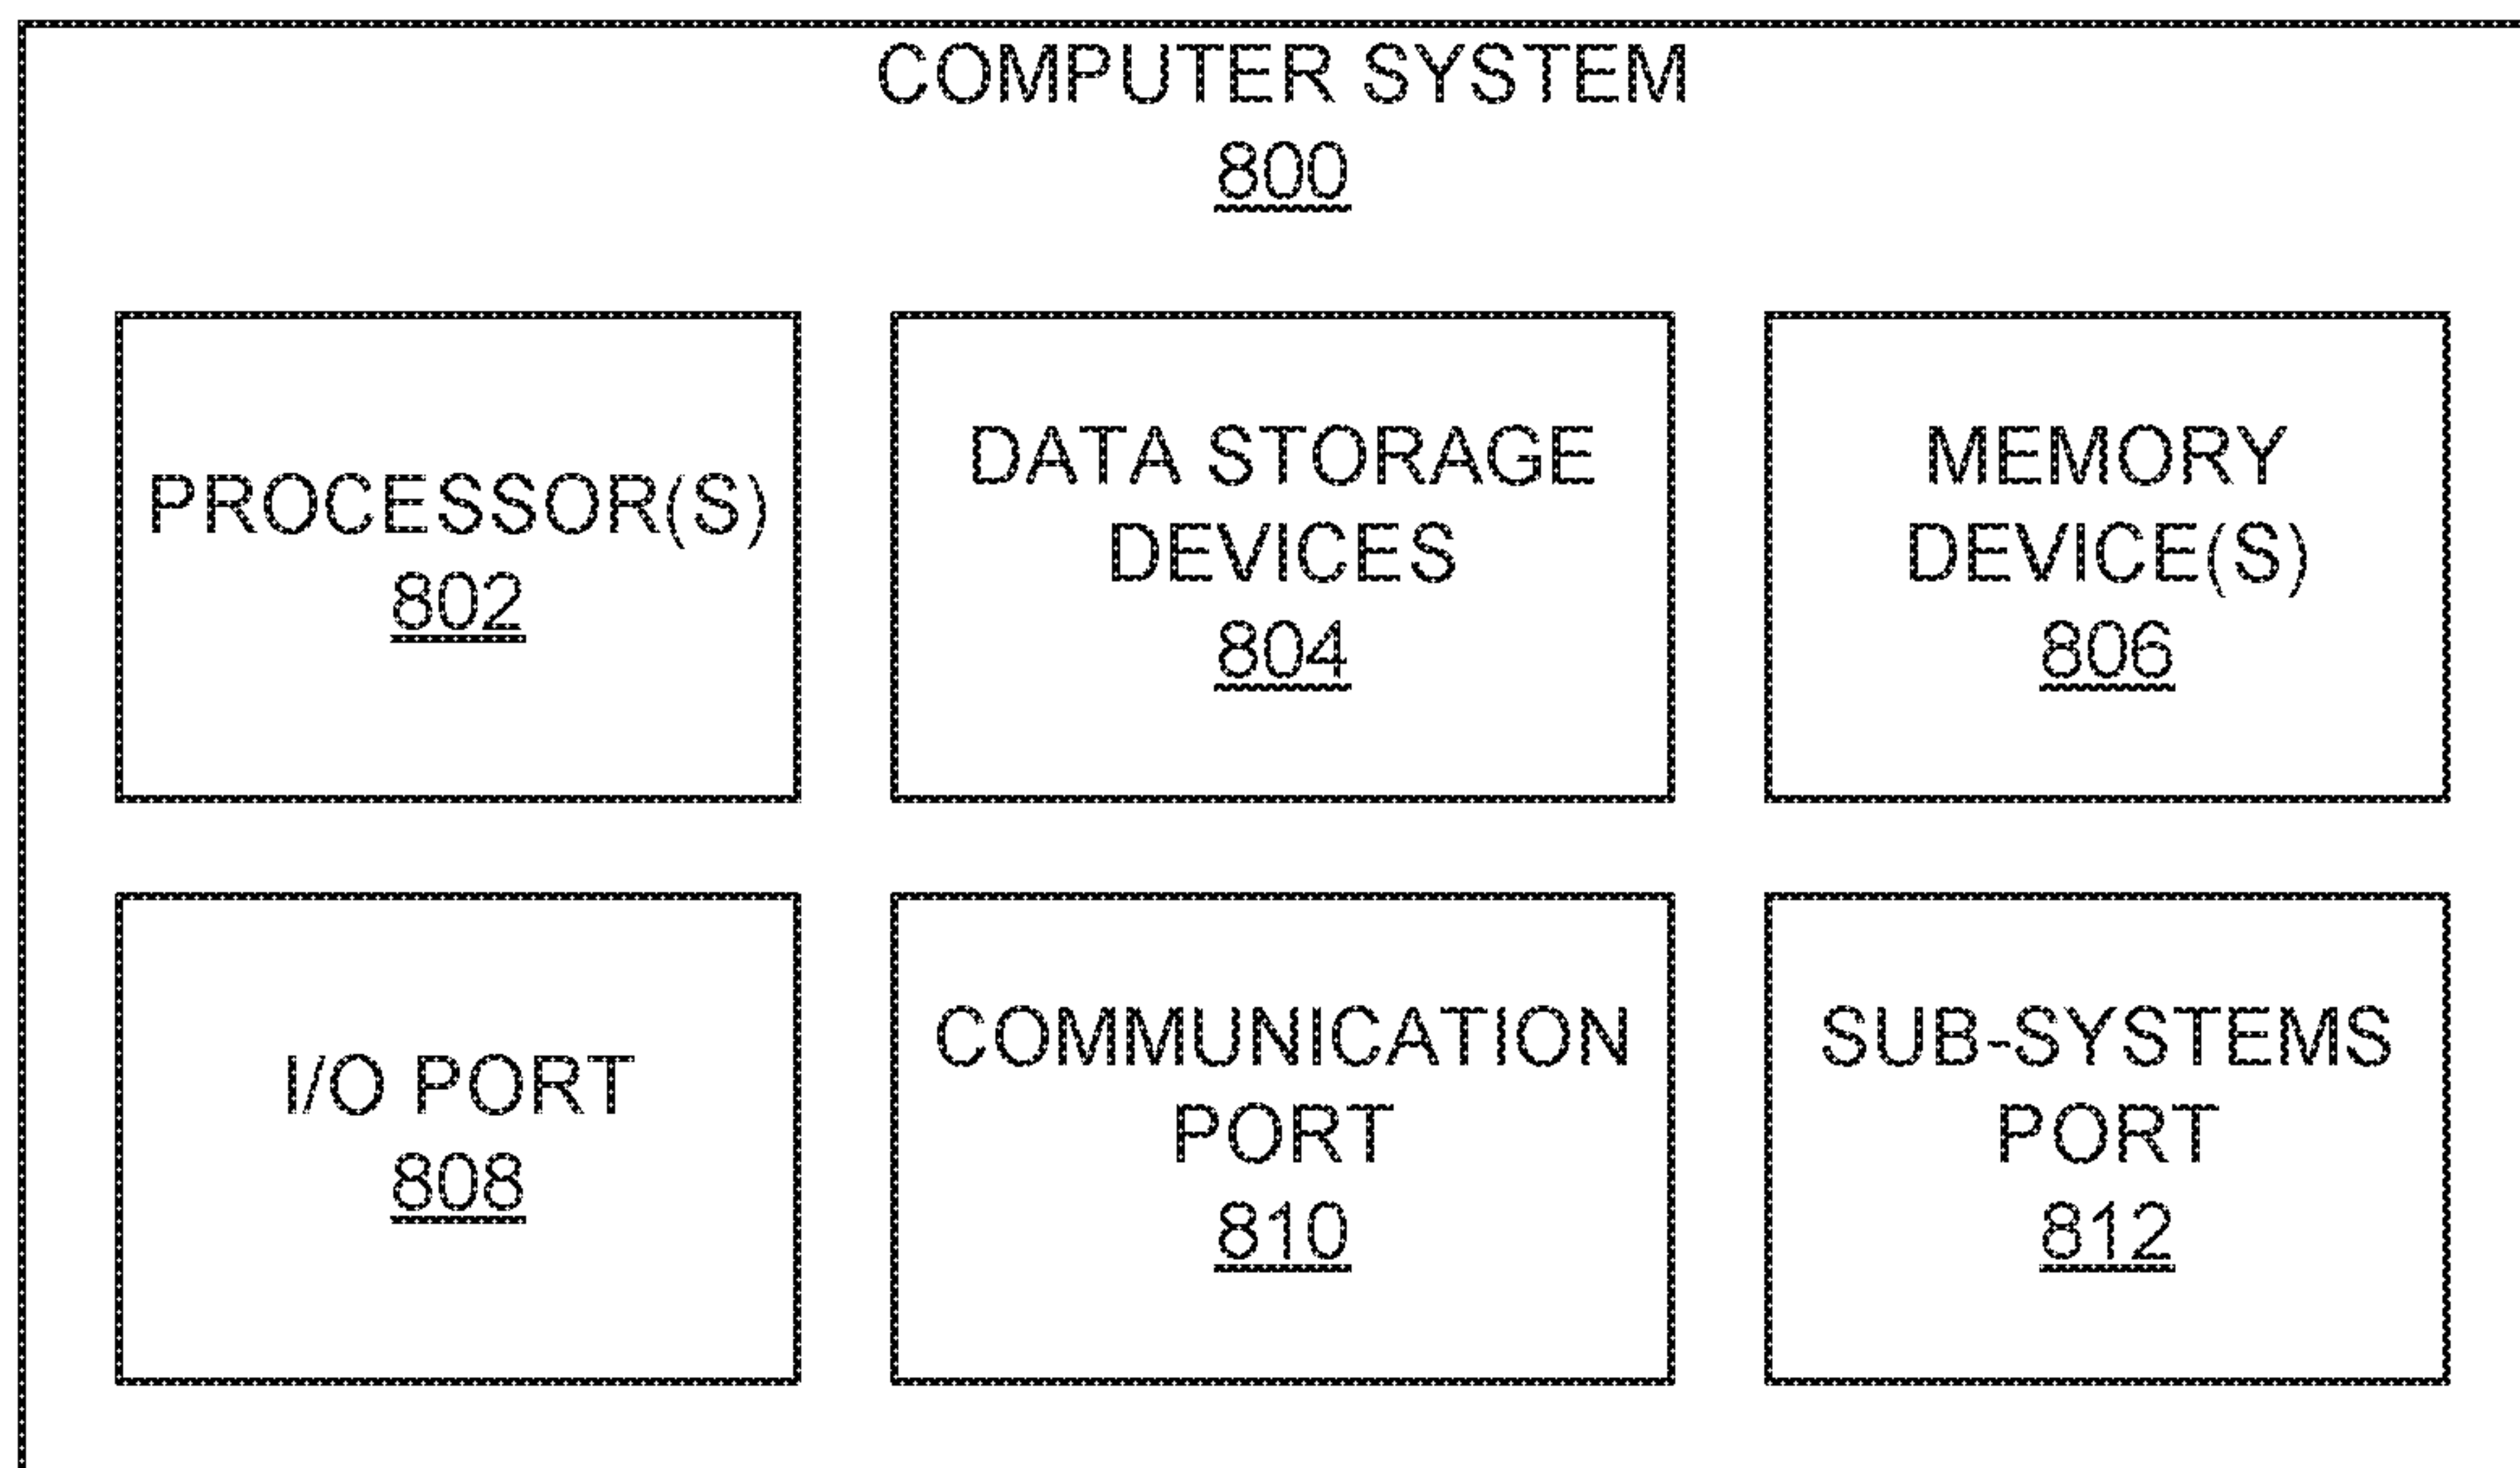 COMPUTER SYSTEM
800
PROCESSOR(S)
802
DATA STORAGE
DEVICES
804
MEMORY
DEVICE(S)
806
I/O PORT
808
COMMUNICATION
PORT
810
SUB-SYSTEMS
PORT
812